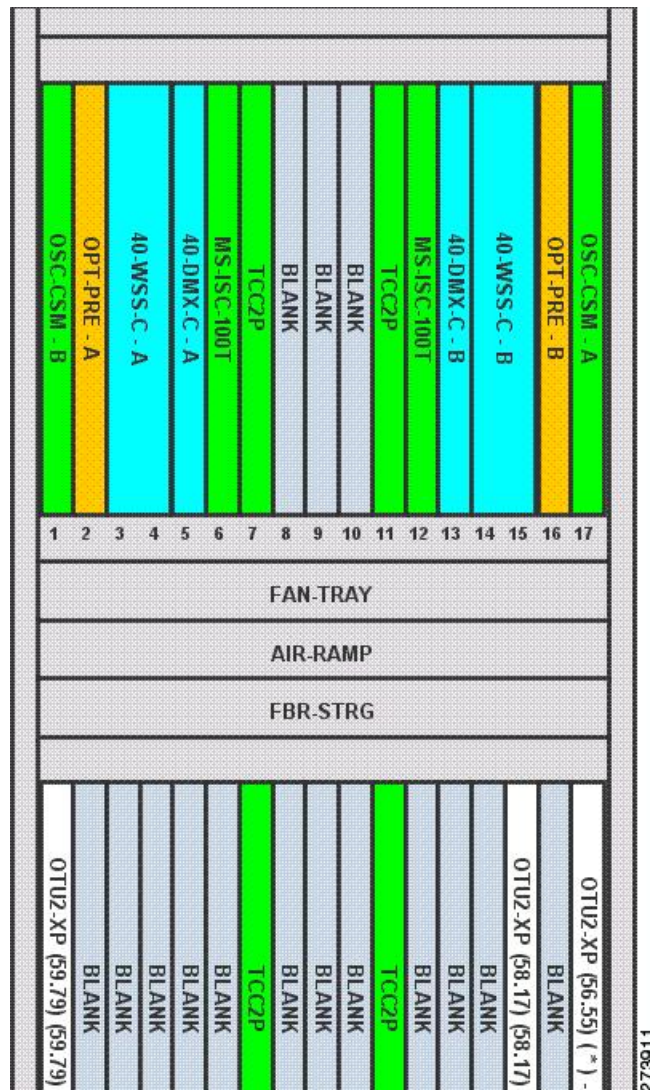 OSC-CSM - B
OPT-PRE - A
40-WSS-C - A
40-DMX-C - A
MS-ISC-100T
TCC2P
BLANK
BLANK
BLANK
TCC2P
MS-ISC-100T
40-DMX-C - B
40-WSS-C - B
OPT-PRE - B
OSC-CSM - A
1 2 3 4 5 6 7 8 9 10 11 12 13 14 15 16 17
FAN-TRAY
AIR-RAMP
FBR-STRG
OTU2-XP (59.79) (59.79)
BLANK
BLANK
BLANK
BLANK
BLANK
TCC2P
BLANK
BLANK
BLANK
TCC2P
BLANK
BLANK
BLANK
OTU2-XP (58.17) (58.17)
BLANK
OTU2-XP (56.55) ( * ) -